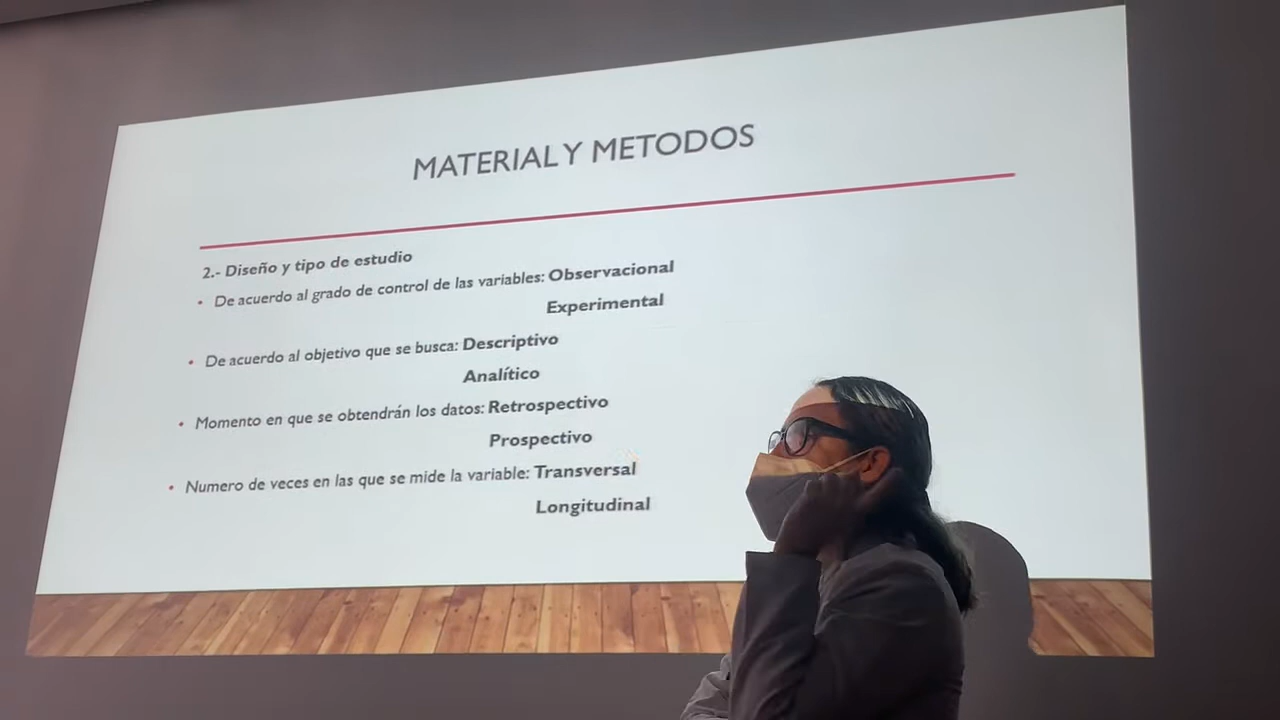 MATERIAL Y METODOS
2.- Diseño y tipo de estudio
• De acuerdo al grado de control de las variables: Observacional
Experimental
• De acuerdo al objetivo que se busca: Descriptivo
Analítico
• Momento en que se obtendrán los datos: Retrospectivo
Prospectivo
• Numero de veces en las que se mide la variable: Transversal
Longitudinal